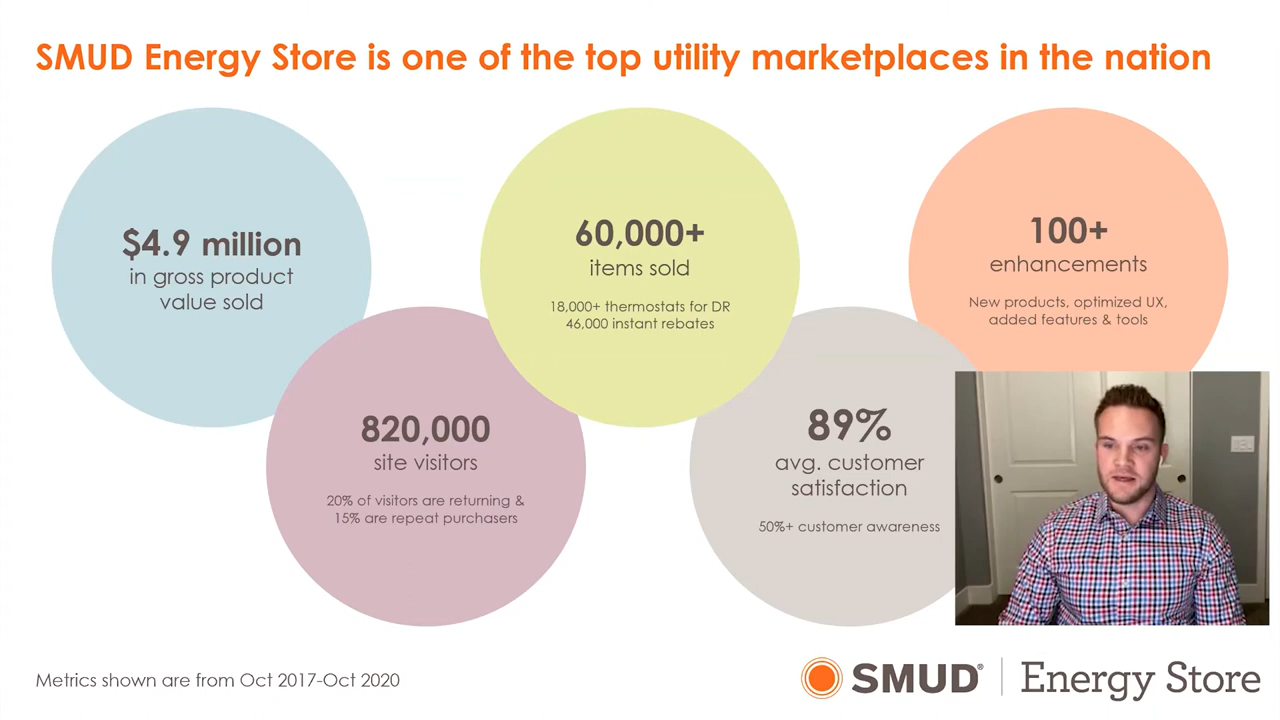 SMUD Energy Store is one of the top utility marketplaces in the nation
$4.9 million
in gross product
value sold
820,000
site visitors
20% of visitors are returning &
15% are repeat purchasers
60,000+
items sold
18,000+ thermostats for DR
46,000 instant rebates
89%
avg. customer
satisfaction
50%+ customer awareness
100+
enhancements
New products, optimized UX,
added features & tools
Metrics shown are from Oct 2017-Oct 2020
SMUD® | Energy Store